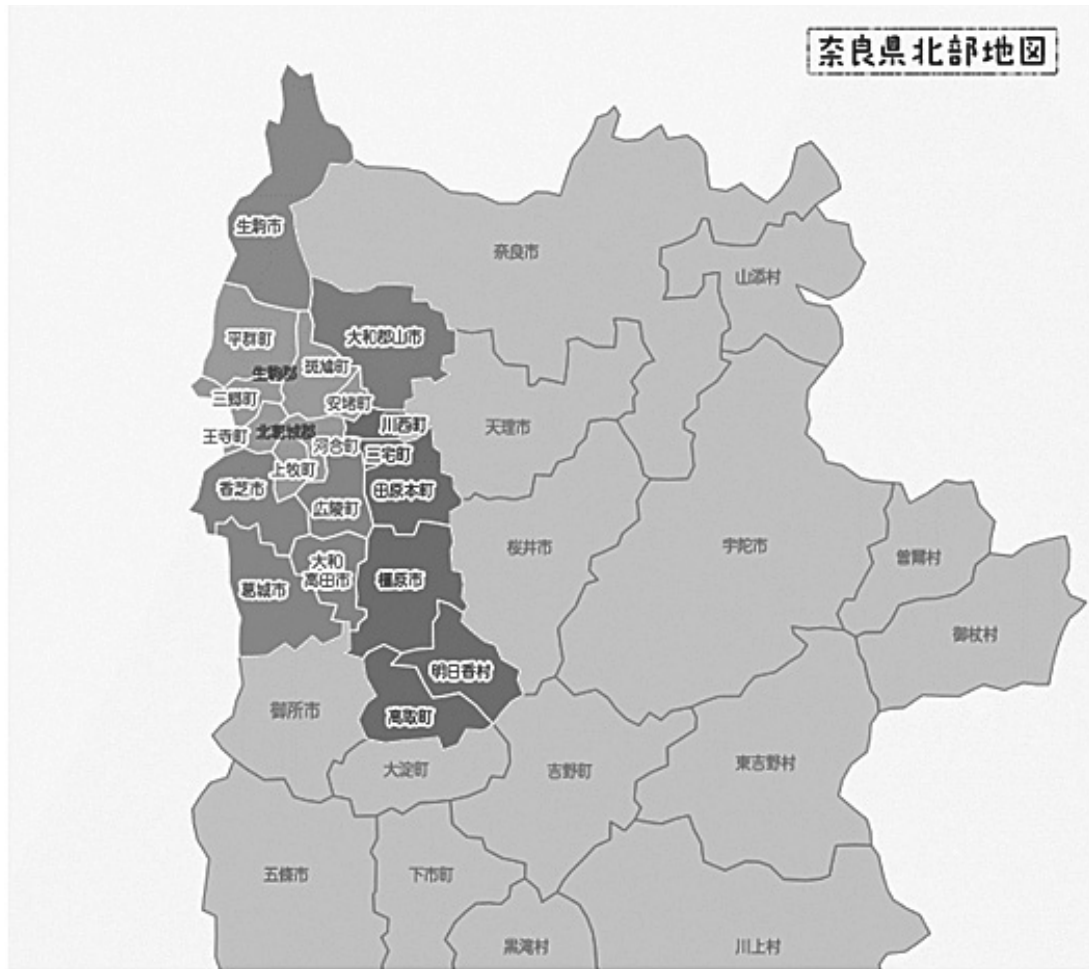 奈良県北部地図
生駒市
奈良市
山添村
大和郡山市
平群町
斑鳩町
生駒郡
三郷町
安堵町
川西町
天理市
王寺町
北葛城郡
河合町
三宅町
上牧町
香芝市
田原本町
広陵町
桜井市
宇陀市
曽爾村
大和
高田市
橿原市
葛城市
御杖村
明日香村
御所市
高取町
大淀町
吉野町
東吉野村
五條市
下市町
黒滝村
川上村